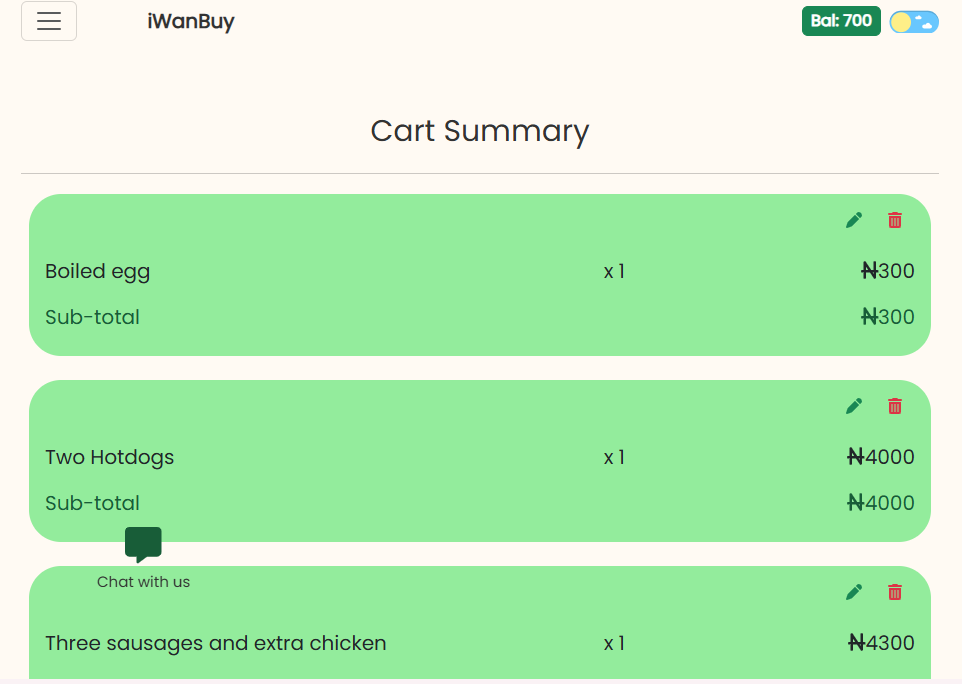 iWanBuy Bal: 700
Cart Summary
Boiled egg x 1 ₦300
Sub-total ₦300
Two Hotdogs x 1 ₦4000
Sub-total ₦4000
Chat with us
Three sausages and extra chicken x 1 ₦4300